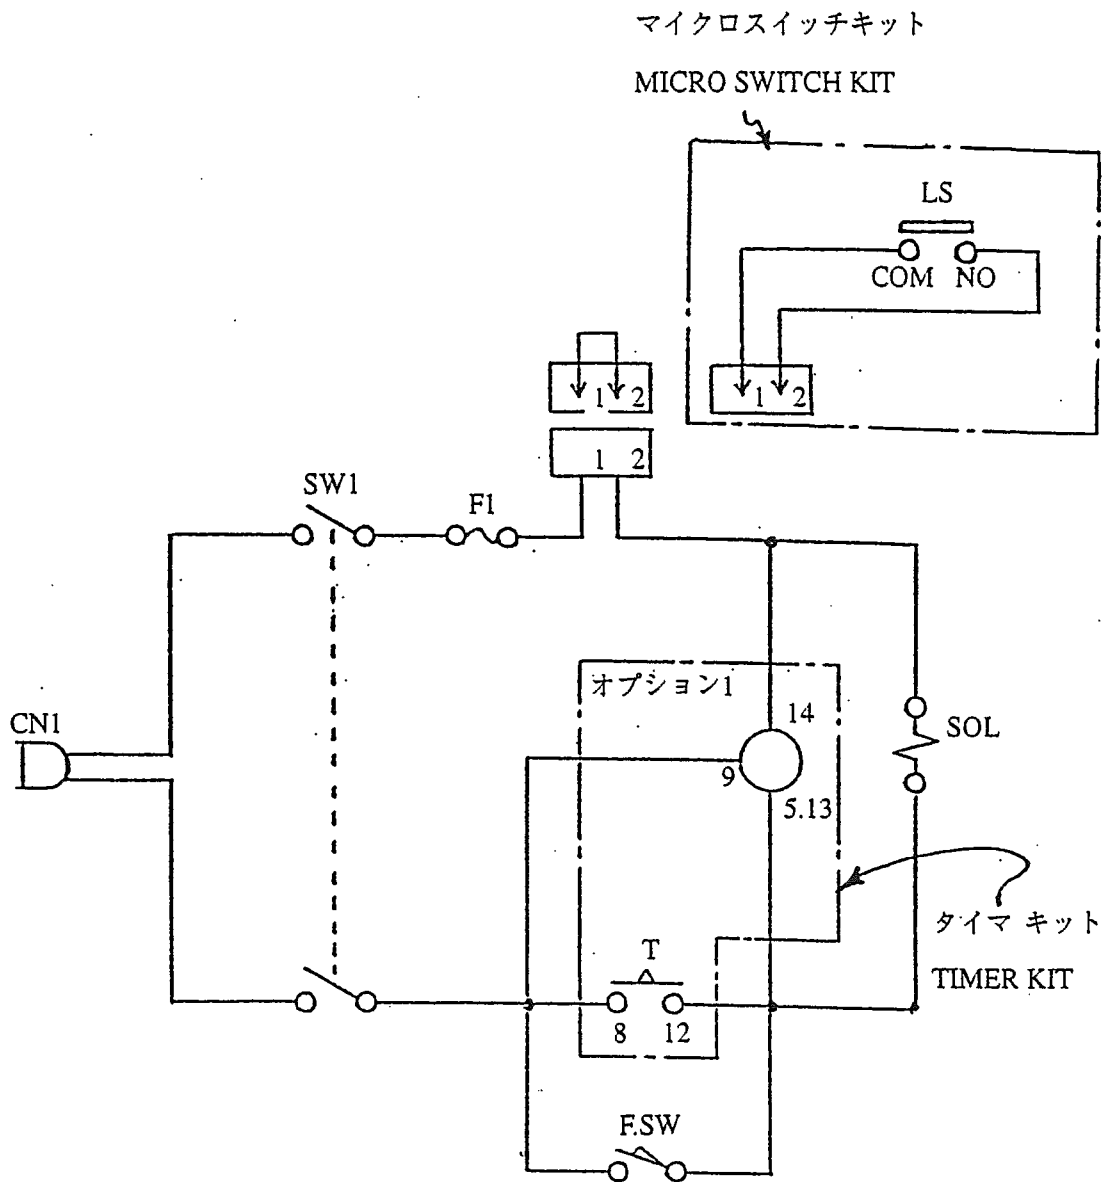 マイクロスイッチキット
MICRO SWITCH KIT
LS
COM NO
1 2
1 2
1 2
SW1
F1
オプション1
14
CN1
SOL
9
5.13
タイマ キット
T
TIMER KIT
8 12
F.SW